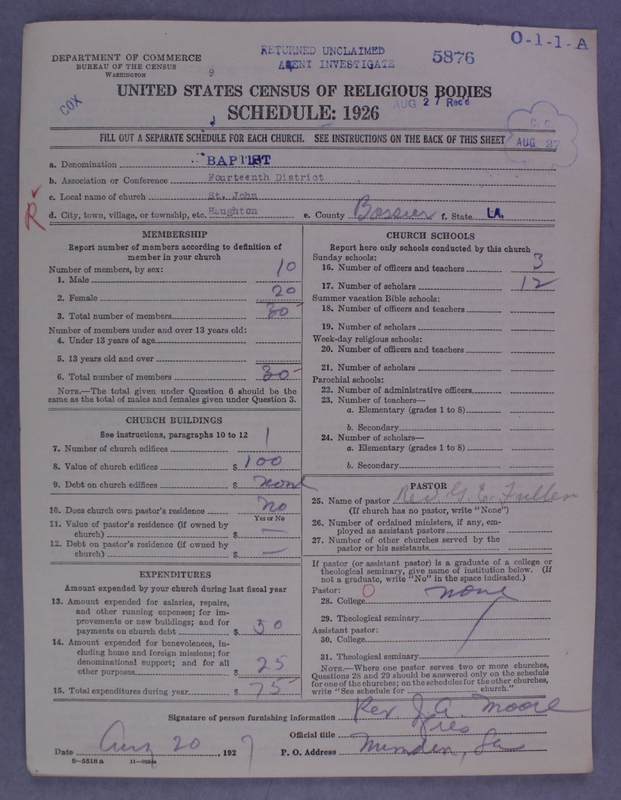 O-1-1-A
RETURNED UNCLAIMED
AGENT INVESTIGATE
5876
DEPARTMENT OF COMMERCE
BUREAU OF THE CENSUS
WASHINGTON
9
COX
UNITED STATES CENSUS OF RELIGIOUS BODIES
AUG 27 Rec'd
SCHEDULE: 1926
FILL OUT A SEPARATE SCHEDULE FOR EACH CHURCH. SEE INSTRUCTIONS ON THE BACK OF THIS SHEET
AUG 27
a. Denomination BAPTIST
b. Association or Conference Fourteenth District
c. Local name of church St. John
R
d. City, town, village, or township, etc. Haughton e. County Bossier f. State LA.
MEMBERSHIP
Report number of members according to definition of
member in your church
Number of members, by sex:
1. Male 10
2. Female 20
3. Total number of members 30
Number of members under and over 13 years old:
4. Under 13 years of age
5. 13 years old and over
6. Total number of members 30
NOTE.—The total given under Question 6 should be the
same as the total of males and females given under Question 3.
CHURCH BUILDINGS
See instructions, paragraphs 10 to 12
7. Number of church edifices 1
8. Value of church edifices $ 100
9. Debt on church edifices $ none
10. Does church own pastor's residence no
Yes or No
11. Value of pastor's residence (if owned by
church) $ —
12. Debt on pastor's residence (if owned by
church) $ —
EXPENDITURES
Amount expended by your church during last fiscal year
13. Amount expended for salaries, repairs,
and other running expenses; for im-
provements or new buildings; and for
payments on church debt $ 50
14. Amount expended for benevolences, in-
cluding home and foreign missions; for
denominational support; and for all
other purposes $ 25
15. Total expenditures during year $ 75
CHURCH SCHOOLS
Report here only schools conducted by this church
Sunday schools:
16. Number of officers and teachers 3
17. Number of scholars 12
Summer vacation Bible schools:
18. Number of officers and teachers
19. Number of scholars
Week-day religious schools:
20. Number of officers and teachers
21. Number of scholars
Parochial schools:
22. Number of administrative officers
23. Number of teachers—
a. Elementary (grades 1 to 8)
b. Secondary
24. Number of scholars—
a. Elementary (grades 1 to 8)
b. Secondary
PASTOR
25. Name of pastor Rev. G. E. Fuller
(If church has no pastor, write "None")
26. Number of ordained ministers, if any, em-
ployed as assistant pastors
27. Number of other churches served by the
pastor or his assistants
If pastor (or assistant pastor) is a graduate of a college or
theological seminary, give name of institution below. (If
not a graduate, write "No" in the space indicated.)
Pastor: O
28. College none
29. Theological seminary
Assistant pastor:
30. College
31. Theological seminary
NOTE.—Where one pastor serves two or more churches,
Questions 28 and 29 should be answered only on the schedule
for one of the churches; on the schedules for the other churches,
write "See schedule for church."
Signature of person furnishing information Rev. J. A. Moore
Official title Pres
Date Aug 20, 1927 P. O. Address Minden, La
8-5518a